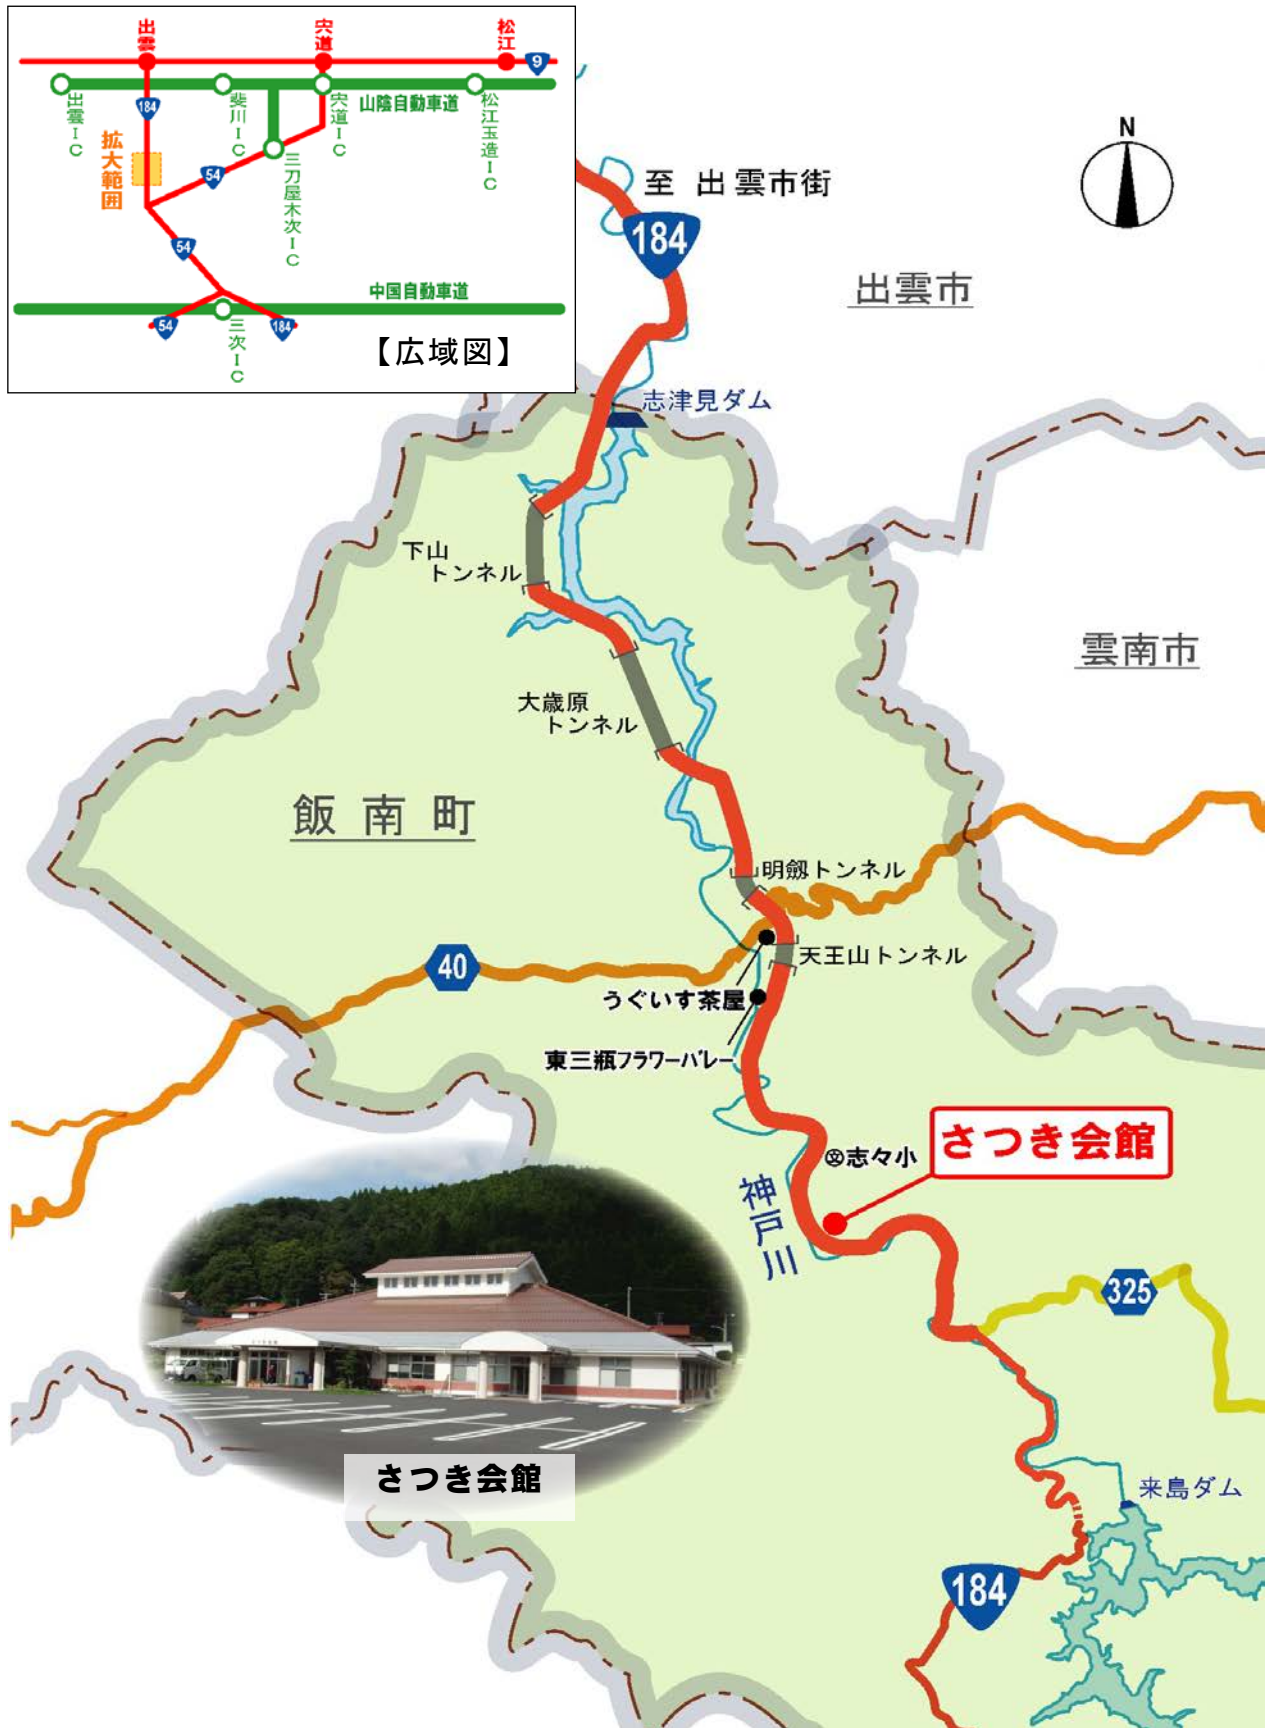 出雲
宍道
松江
9
出雲IC
184
斐川IC
宍道IC
山陰自動車道
松江玉造IC
拡大範囲
54
三刀屋木次IC
54
中国自動車道
54
三次IC
184
【広域図】
N
至 出雲市街
184
出雲市
志津見ダム
下山
トンネル
雲南市
大歳原
トンネル
飯南町
明剱トンネル
40
天王山トンネル
うぐいす茶屋
東三瓶フラワーバレー
さつき会館
文志々小
神戸川
325
さつき会館
来島ダム
184